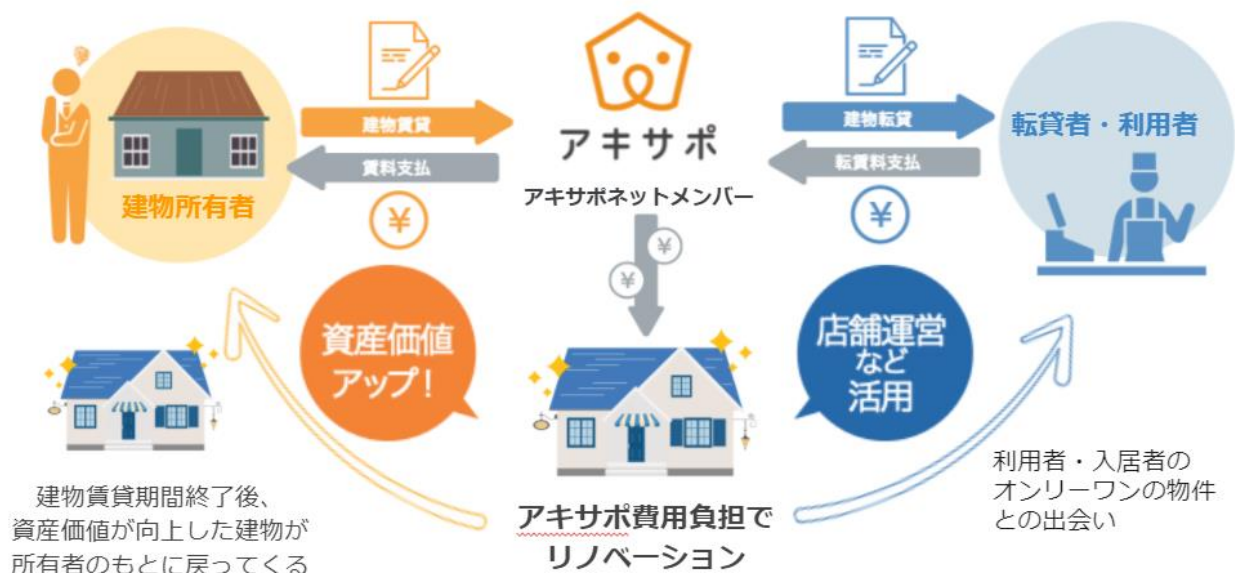 建物所有者
建物賃貸
賃料支払
¥
アキサポ
アキサポネットメンバー
¥
¥
建物転貸
転賃料支払
¥
転貸者・利用者
資産価値
アップ！
店舗運営
など
活用
建物賃貸期間終了後、
資産価値が向上した建物が
所有者のもとに戻ってくる
アキサポ費用負担で
リノベーション
利用者・入居者の
オンリーワンの物件
との出会い